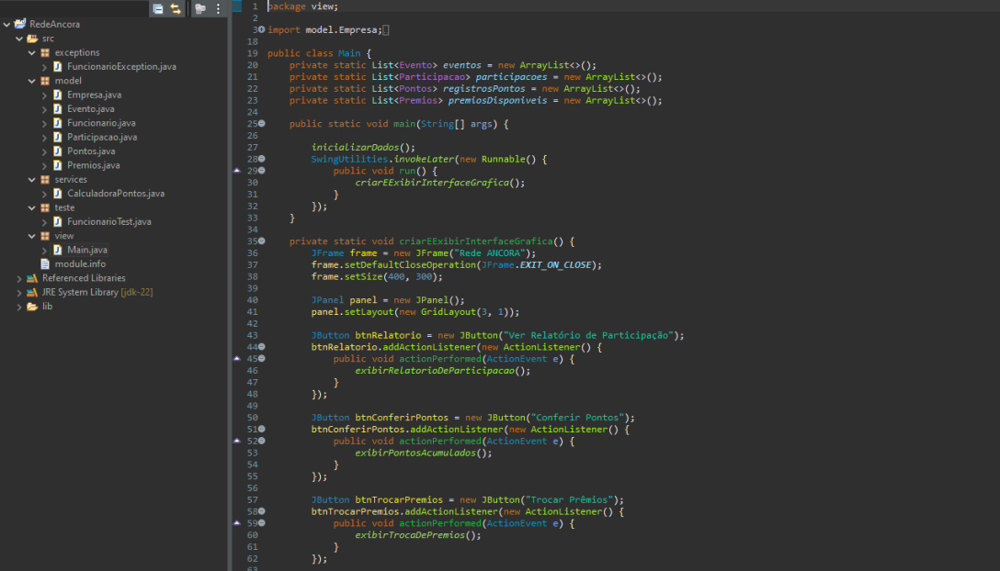 RedeAncora
src
exceptions
FuncionarioException.java
model
Empresa.java
Evento.java
Funcionario.java
Participacao.java
Pontos.java
Premios.java
services
CalculadoraPontos.java
teste
FuncionarioTest.java
view
Main.java
module.info
Referenced Libraries
JRE System Library [jdk-22]
lib
1 package view;
2
3 import model.Empresa;
18
19 public class Main {
20 private static List<Evento> eventos = new ArrayList<>();
21 private static List<Participacao> participacoes = new ArrayList<>();
22 private static List<Pontos> registrosPontos = new ArrayList<>();
23 private static List<Premios> premiosDisponiveis = new ArrayList<>();
24
25 public static void main(String[] args) {
26
27 inicializarDados();
28 SwingUtilities.invokeLater(new Runnable() {
29 public void run() {
30 criarEExibirInterfaceGrafica();
31 }
32 });
33 }
34
35 private static void criarEExibirInterfaceGrafica() {
36 JFrame frame = new JFrame("Rede ANCORA");
37 frame.setDefaultCloseOperation(JFrame.EXIT_ON_CLOSE);
38 frame.setSize(400, 300);
39
40 JPanel panel = new JPanel();
41 panel.setLayout(new GridLayout(3, 1));
42
43 JButton btnRelatorio = new JButton("Ver Relatório de Participação");
44 btnRelatorio.addActionListener(new ActionListener() {
45 public void actionPerformed(ActionEvent e) {
46 exibirRelatorioDeParticipacao();
47 }
48 });
49
50 JButton btnConferirPontos = new JButton("Conferir Pontos");
51 btnConferirPontos.addActionListener(new ActionListener() {
52 public void actionPerformed(ActionEvent e) {
53 exibirPontosAcumulados();
54 }
55 });
56
57 JButton btnTrocarPremios = new JButton("Trocar Prêmios");
58 btnTrocarPremios.addActionListener(new ActionListener() {
59 public void actionPerformed(ActionEvent e) {
60 exibirTrocaDePremios();
61 }
62 });
63